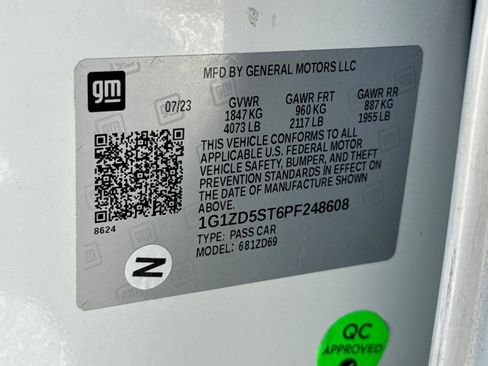 MFD BY GENERAL MOTORS LLC
gm
07/23 GVWR GAWR FRT GAWR RR
1847 KG 960 KG 887 KG
4073 LB 2117 LB 1955 LB
THIS VEHICLE CONFORMS TO ALL
APPLICABLE U.S. FEDERAL MOTOR
VEHICLE SAFETY, BUMPER, AND THEFT
PREVENTION STANDARDS IN EFFECT ON
THE DATE OF MANUFACTURE SHOWN
ABOVE.
8624
1G1ZD5ST6PF248608
TYPE: PASS CAR
MODEL: 681ZD69
N
QC
APPROVED